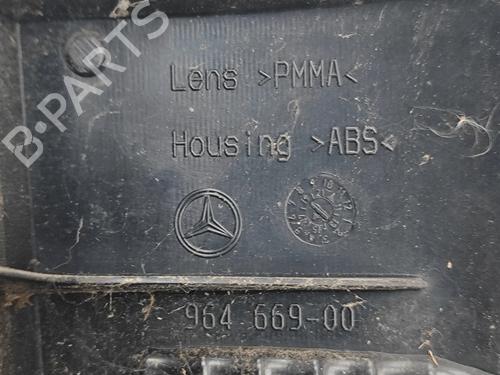 B·PARTS
Lens >PMMA<
Housing >ABS<
964 669-00